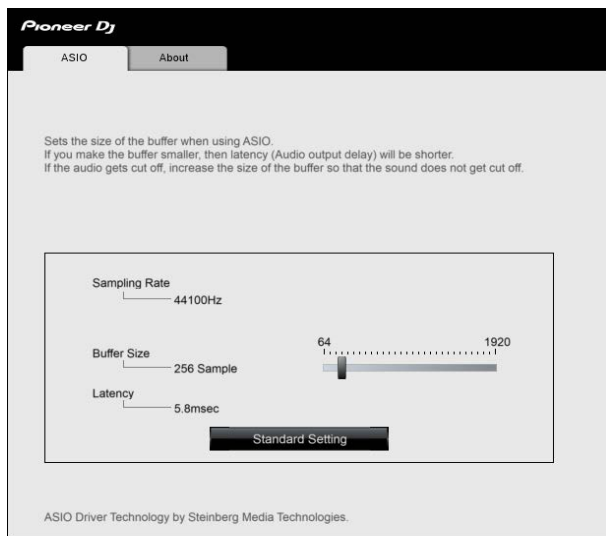 Pioneer Dj
ASIO About
Sets the size of the buffer when using ASIO.
If you make the buffer smaller, then latency (Audio output delay) will be shorter.
If the audio gets cut off, increase the size of the buffer so that the sound does not get cut off.
Sampling Rate
44100Hz
64 1920
Buffer Size
256 Sample
Latency
5.8msec
Standard Setting
ASIO Driver Technology by Steinberg Media Technologies.